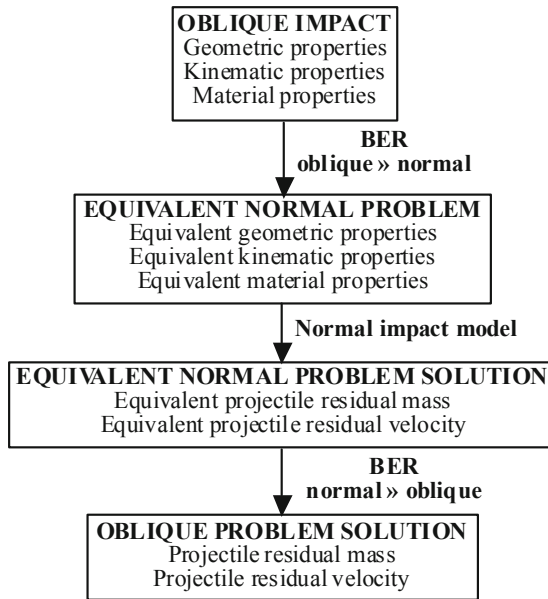 OBLIQUE IMPACT
Geometric properties
Kinematic properties
Material properties
BER
oblique » normal
EQUIVALENT NORMAL PROBLEM
Equivalent geometric properties
Equivalent kinematic properties
Equivalent material properties
Normal impact model
EQUIVALENT NORMAL PROBLEM SOLUTION
Equivalent projectile residual mass
Equivalent projectile residual velocity
BER
normal » oblique
OBLIQUE PROBLEM SOLUTION
Projectile residual mass
Projectile residual velocity